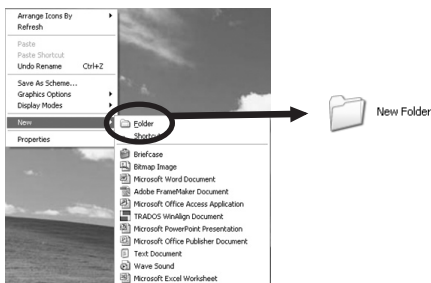 Arrange Icons By
Refresh
Paste
Paste Shortcut
Undo Rename Ctrl+Z
Save As Scheme...
Graphics Options
Display Modes
New
Properties
Folder
Shortcut
Briefcase
Bitmap Image
Microsoft Word Document
Adobe FrameMaker Document
Microsoft Office Access Application
TRADOS WinAlign Document
Microsoft PowerPoint Presentation
Microsoft Office Publisher Document
Text Document
Wave Sound
Microsoft Excel Worksheet
New Folder